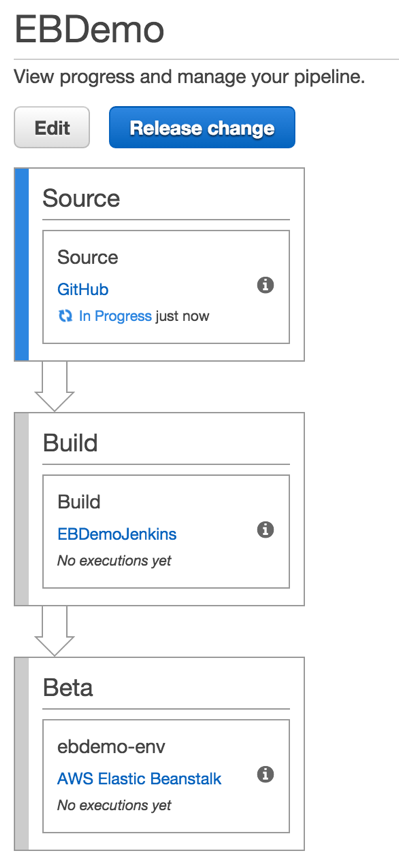 EBDemo
View progress and manage your pipeline.
Edit
Release change
Source
Source
GitHub
In Progress just now
Build
Build
EBDemoJenkins
No executions yet
Beta
ebdemo-env
AWS Elastic Beanstalk
No executions yet